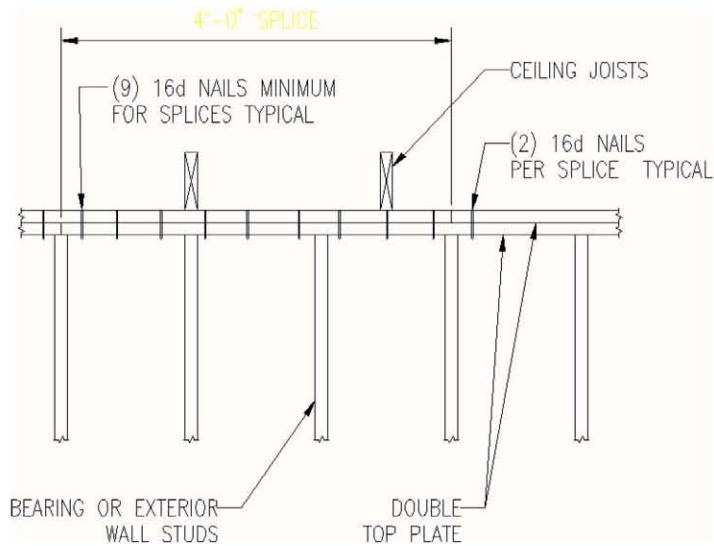 4'-0" SPLICE
(9) 16d NAILS MINIMUM
FOR SPLICES TYPICAL
CEILING JOISTS
(2) 16d NAILS
PER SPLICE TYPICAL
BEARING OR EXTERIOR
WALL STUDS
DOUBLE
TOP PLATE